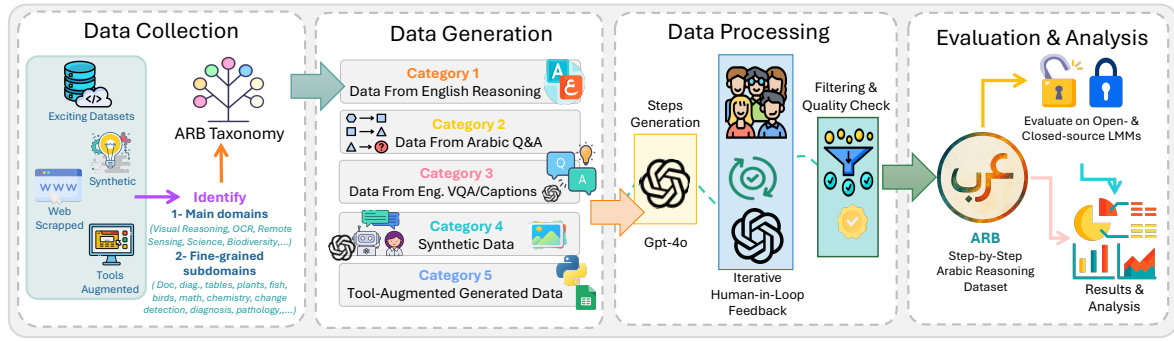 Data Collection
Exciting Datasets
Synthetic
WWW
Web
Scrapped
Tools
Augmented
ARB Taxonomy
Identify
1- Main domains
(Visual Reasoning, OCR, Remote
Sensing, Science, Biodiversity,...)
2- Fine-grained
subdomains
( Doc, diag., tables, plants, fish,
birds, math, chemistry, change
detection, diagnosis, pathology,,...)
Data Generation
Category 1
Data From English Reasoning
A
ع
Category 2
Data From Arabic Q&A
?
Category 3
Data From Eng. VQA/Captions
Q
A
Category 4
Synthetic Data
Category 5
Tool-Augmented Generated Data
Data Processing
Steps
Generation
Gpt-4o
Iterative
Human-in-Loop
Feedback
Filtering &
Quality Check
Evaluation & Analysis
Evaluate on Open- &
Closed-source LMMs
عرب
ARB
Step-by-Step
Arabic Reasoning
Dataset
Results &
Analysis